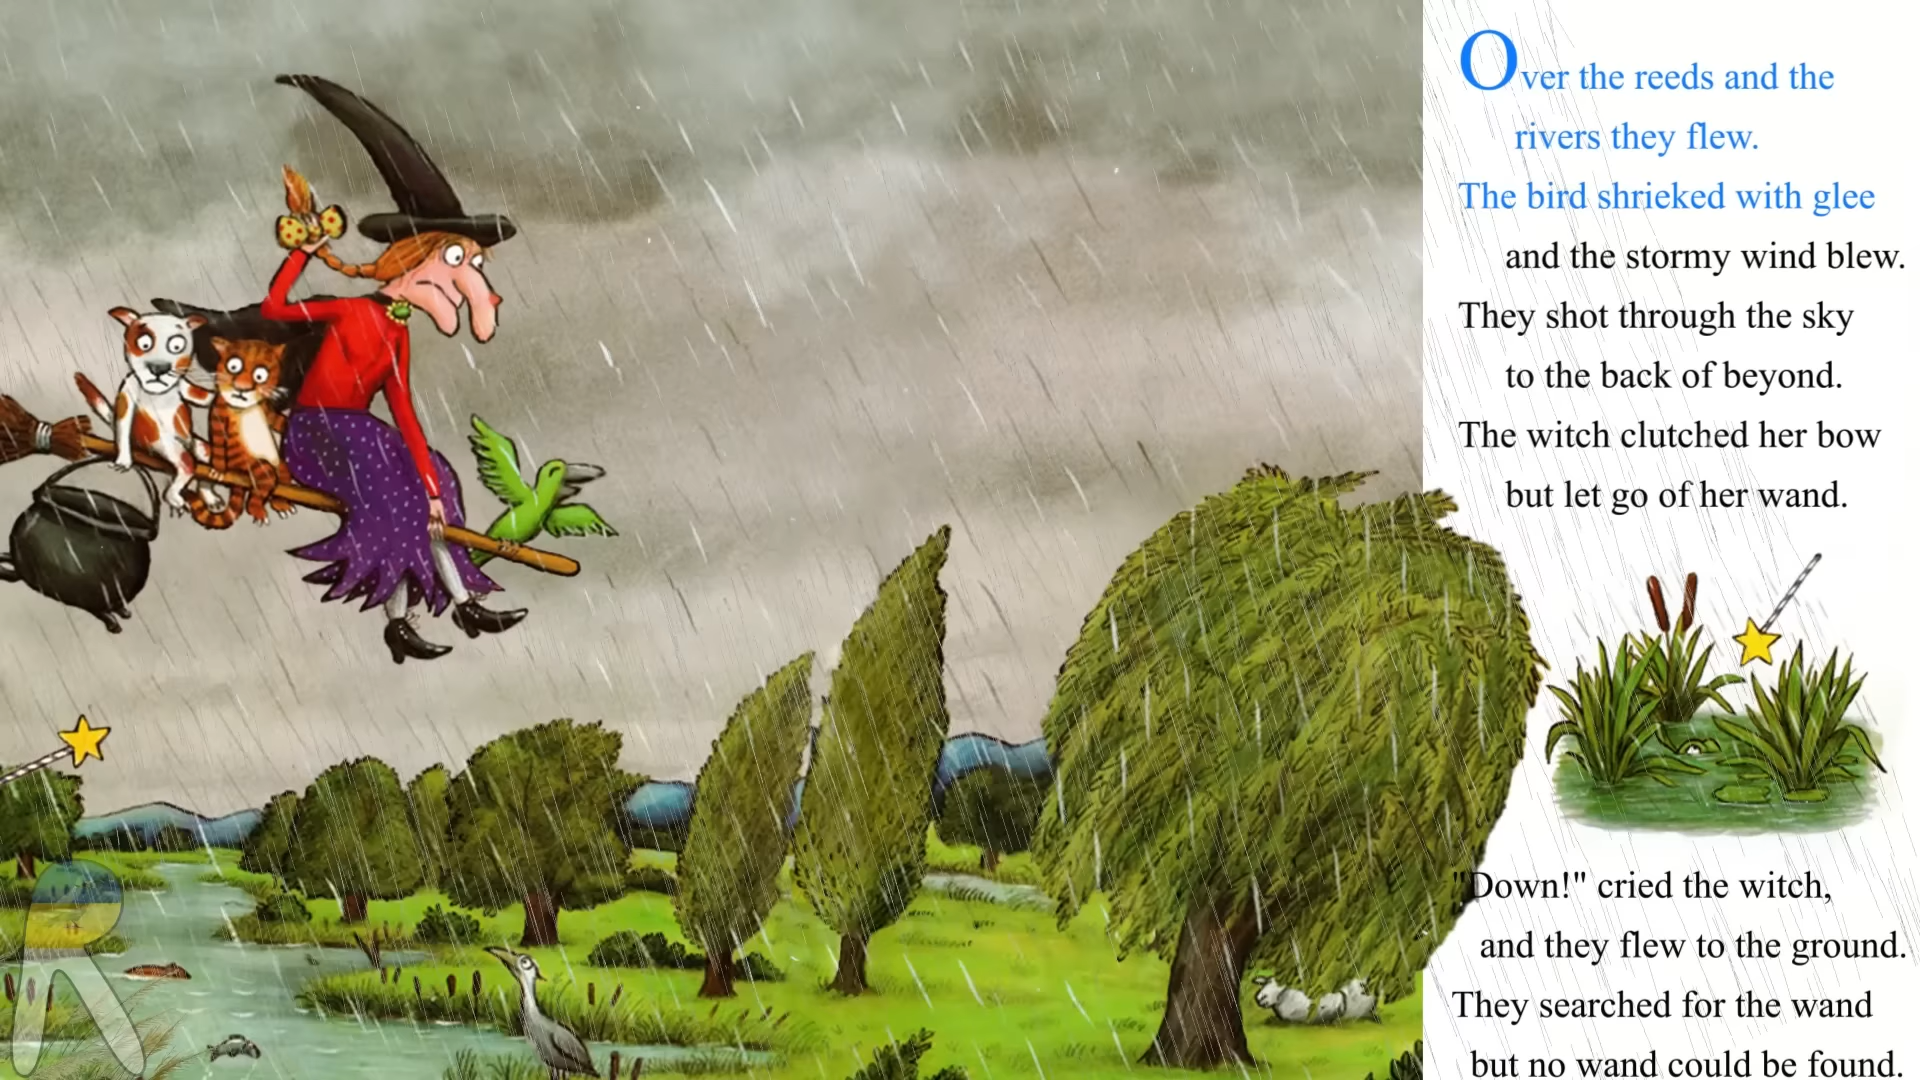 Over the reeds and the
rivers they flew.
The bird shrieked with glee
and the stormy wind blew.
They shot through the sky
to the back of beyond.
The witch clutched her bow
but let go of her wand.
"Down!" cried the witch,
and they flew to the ground.
They searched for the wand
but no wand could be found.
R